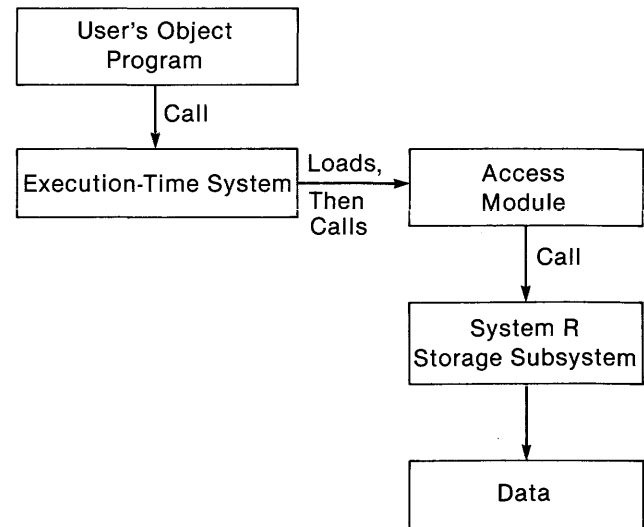 User's Object
Program
Call
Execution-Time System
Loads,
Then
Calls
Access
Module
Call
System R
Storage Subsystem
Data